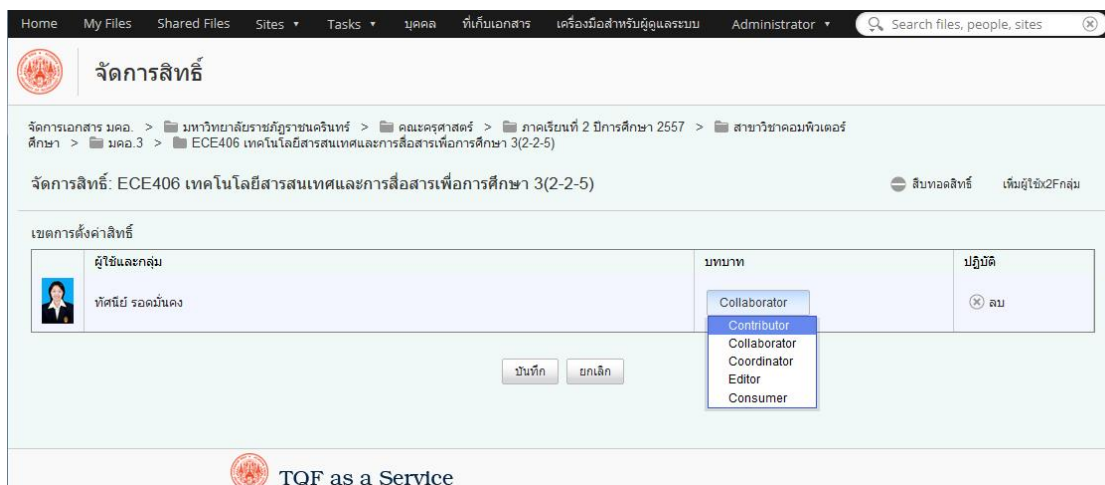 Home My Files Shared Files Sites ▾ Tasks ▾ บุคคล ที่เก็บเอกสาร เครื่องมือสำหรับผู้ดูแลระบบ Administrator ▾ Search files, people, sites
จัดการสิทธิ์
จัดการเอกสาร มคอ. > มหาวิทยาลัยราชภัฏราชนครินทร์ > คณะครุศาสตร์ > ภาคเรียนที่ 2 ปีการศึกษา 2557 > สาขาวิชาคอมพิวเตอร์
ศึกษา > มคอ.3 > ECE406 เทคโนโลยีสารสนเทศและการสื่อสารเพื่อการศึกษา 3(2-2-5)
จัดการสิทธิ์: ECE406 เทคโนโลยีสารสนเทศและการสื่อสารเพื่อการศึกษา 3(2-2-5) สืบทอดสิทธิ์ เพิ่มผู้ใช้x2Fกลุ่ม
เขตการตั้งค่าสิทธิ์
ผู้ใช้และกลุ่ม บทบาท ปฏิบัติ
ทัศนีย์ รอดมั่นคง Collaborator ลบ
Contributor
Collaborator
Coordinator
Editor
Consumer
บันทึก ยกเลิก
TQF as a Service